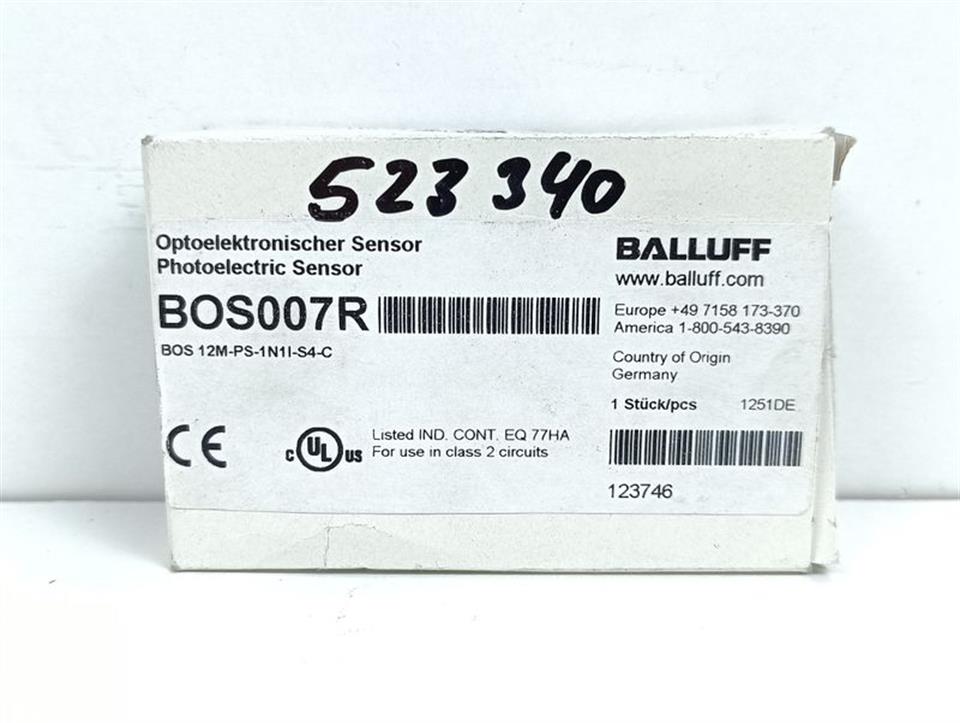 523 340
Optoelektronischer Sensor
Photoelectric Sensor
BOS007R
BOS 12M-PS-1N1I-S4-C
BALLUFF
www.balluff.com
Europe +49 7158 173-370
America 1-800-543-8390
Country of Origin
Germany
1 Stück/pcs 1251DE
123746
CE
C UL US
Listed IND. CONT. EQ 77HA
For use in class 2 circuits